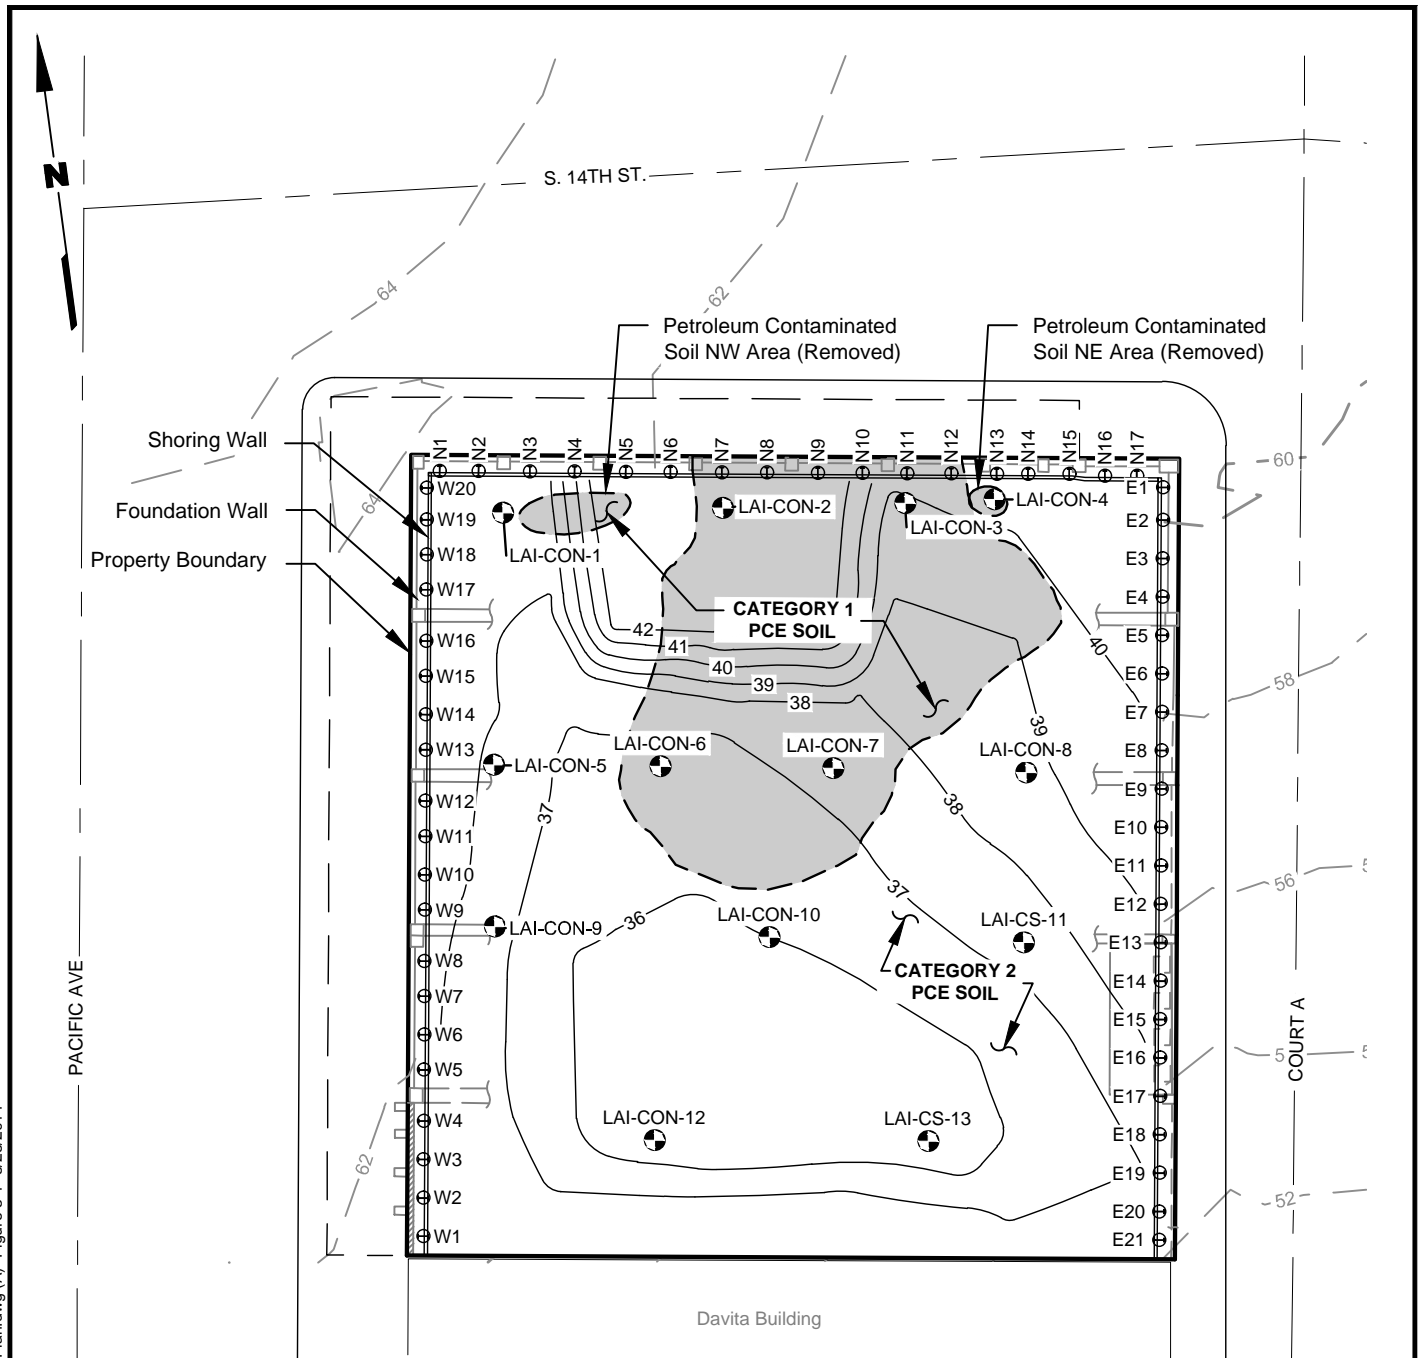 N
S. 14TH ST.
64
62
Petroleum Contaminated
Soil NW Area (Removed)
Petroleum Contaminated
Soil NE Area (Removed)
Shoring Wall
Foundation Wall
Property Boundary
N1
N2
N3
N4
N5
N6
N7
N8
N9
N10
N11
N12
N13
N14
N15
N16
N17
60
64
W20
W19
W18
W17
W16
W15
W14
W13
W12
W11
W10
W9
W8
W7
W6
W5
W4
W3
W2
W1
E1
E2
E3
E4
E5
E6
E7
E8
E9
E10
E11
E12
E13
E14
E15
E16
E17
E18
E19
E20
E21
LAI-CON-1
LAI-CON-2
LAI-CON-3
LAI-CON-4
CATEGORY 1
PCE SOIL
42
41
40
39
38
40
39
58
LAI-CON-5
LAI-CON-6
LAI-CON-7
LAI-CON-8
37
38
37
56
36
LAI-CON-9
LAI-CON-10
LAI-CS-11
CATEGORY 2
PCE SOIL
LAI-CON-12
LAI-CS-13
62
52
PACIFIC AVE
COURT A
Davita Building